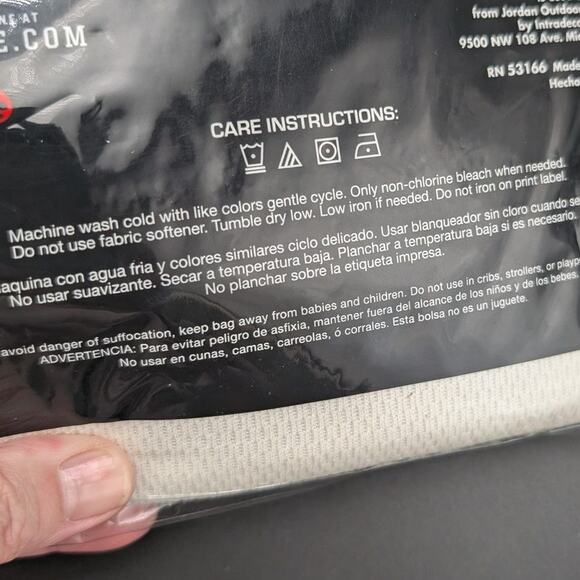 NE AT
E.COM
from Jordan Outdoo
by Intradeco
9500 NW 108 Ave. Mi
RN 53166 Made
Hecho
CARE INSTRUCTIONS:
Machine wash cold with like colors gentle cycle. Only non-chlorine bleach when needed.
Do not use fabric softener. Tumble dry low. Low iron if needed. Do not iron on print label.
aquina con agua fria y colores similares ciclo delicado. Usar blanqueador sin cloro cuando se
No usar suavizante. Secar a temperatura baja. Planchar a temperatura baja si es necesario.
No planchar sobre la etiqueta impresa.
avoid danger of suffocation, keep bag away from babies and children. Do not use in cribs, strollers, or playp
ADVERTENCIA: Para evitar peligro de asfixia, mantener fuera del alcance de los niños y de los bebes.
No usar en cunas, camas, carreolas, ó corrales. Esta bolsa no es un juguete.